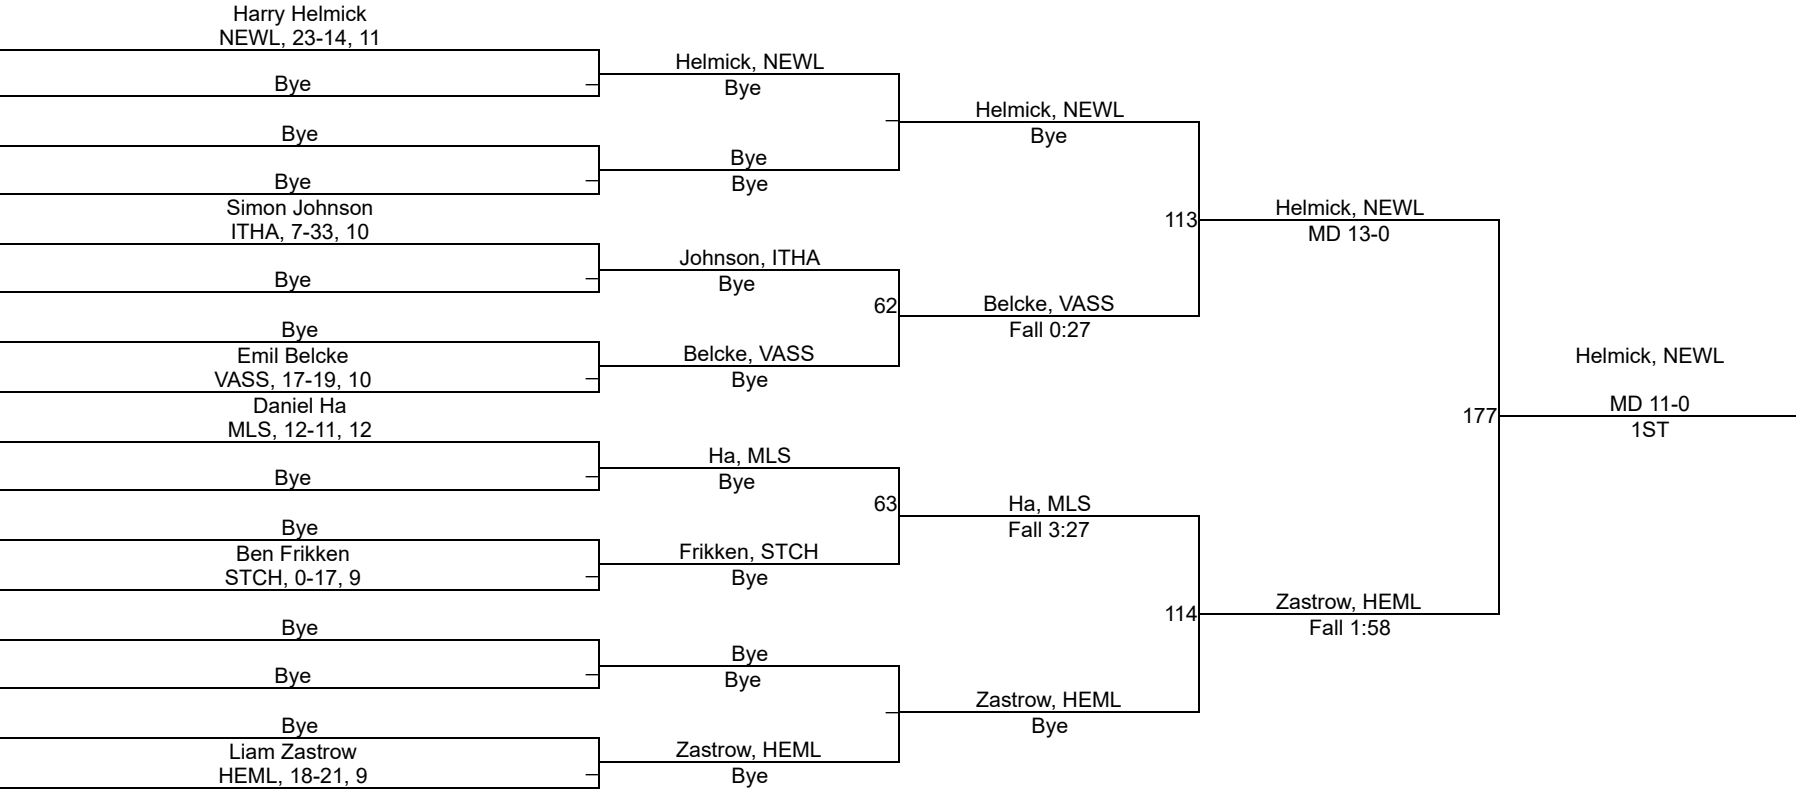 Harry Helmick
NEWL, 23-14, 11
Bye
Bye
Bye
Simon Johnson
ITHA, 7-33, 10
Bye
Bye
Emil Belcke
VASS, 17-19, 10
Daniel Ha
MLS, 12-11, 12
Bye
Bye
Ben Frikken
STCH, 0-17, 9
Bye
Bye
Bye
Liam Zastrow
HEML, 18-21, 9
Helmick, NEWL
Bye
Bye
Bye
Johnson, ITHA
Bye
62
Belcke, VASS
Bye
Ha, MLS
Bye
63
Frikken, STCH
Bye
Bye
Bye
Zastrow, HEML
Bye
Helmick, NEWL
Bye
113
Belcke, VASS
Fall 0:27
Ha, MLS
Fall 3:27
114
Zastrow, HEML
Bye
Helmick, NEWL
MD 13-0
177
Zastrow, HEML
Fall 1:58
Helmick, NEWL
MD 11-0
1ST